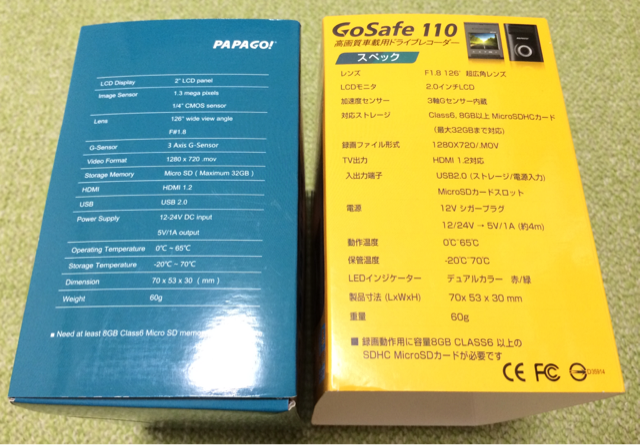 PAPAGO!
LCD Display 2" LCD panel
Image Sensor 1.3 mega pixels
1/4" CMOS sensor
Lens 126° wide view angle
F#1.8
G-Sensor 3 Axis G-Sensor
Video Format 1280 x 720 .mov
Storage Memory Micro SD ( Maximum 32GB )
HDMI HDMI 1.2
USB USB 2.0
Power Supply 12-24V DC input
5V/1A output
Operating Temperature 0℃ ~ 65℃
Storage Temperature -20℃ ~ 70℃
Dimension 70 x 53 x 30 ( mm )
Weight 60g
■ Need at least 8GB Class6 Micro SD memo
GoSafe 110
高画質車載用ドライブレコーダー
スペック
レンズ F1.8 126° 超広角レンズ
LCDモニタ 2.0インチLCD
加速度センサー 3軸Gセンサー内蔵
対応ストレージ Class6, 8GB以上 MicroSDHCカード
(最大32GBまで対応)
録画ファイル形式 1280X720/.MOV
TV出力 HDMI 1.2対応
入出力端子 USB2.0 (ストレージ/電源入力)
MicroSDカードスロット
電源 12V シガープラグ
12/24V → 5V/1A (約4m)
動作温度 0℃~65℃
保管温度 -20℃~70℃
LEDインジケーター デュアルカラー 赤/緑
製品寸法 (LxWxH) 70x 53 x 30 mm
重量 60g
■ 録画動作用に容量8GB CLASS6 以上の
SDHC MicroSDカードが必要です
CE FC